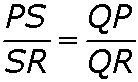 PS/SR = QP/QR